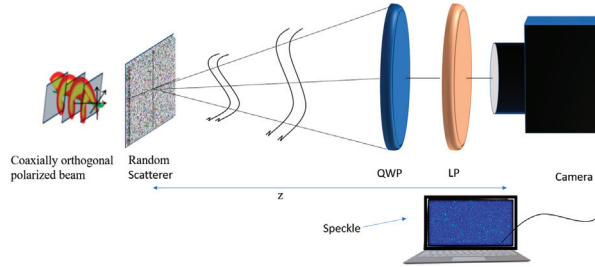 Coaxially orthogonal
polarized beam
Random
Scatterer
QWP
LP
Camera
z
Speckle